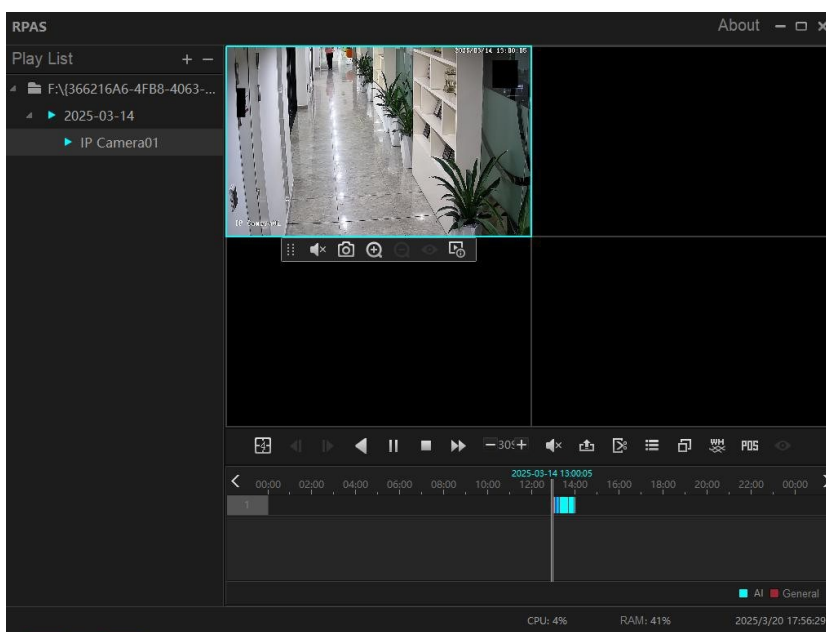 RPAS
About
Play List
+ −
F:\{366216A6-4FB8-4063-...
2025-03-14
IP Camera01
2025/03/14 13:00:05
4
30S
WH
POS
2025-03-14 13:00:05
00:00 02:00 04:00 06:00 08:00 10:00 12:00 14:00 16:00 18:00 20:00 22:00 00:00
1
AI General
CPU: 4% RAM: 41% 2025/3/20 17:56:29